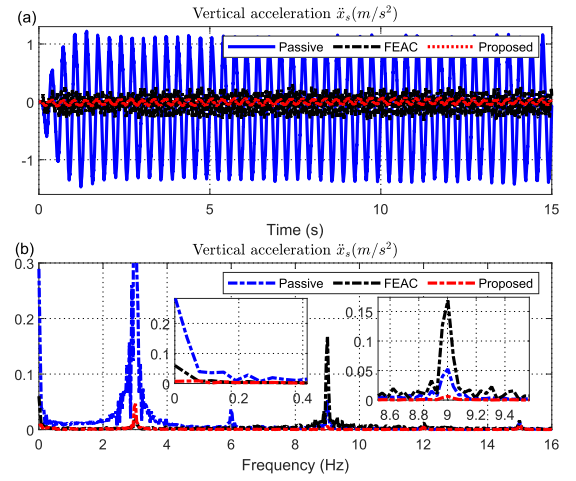 (a)
Vertical acceleration ẍₛ(m/s²)
Passive FEAC Proposed
1
0
-1
0 5 10 15
Time (s)
(b)
Vertical acceleration ẍₛ(m/s²)
Passive FEAC Proposed
0.3
0.2
0.1
0
0.2
0.1
0
0 0.2 0.4
0.15
0.1
0.05
0
8.6 8.8 9 9.2 9.4
0 2 4 6 8 10 12 14 16
Frequency (Hz)